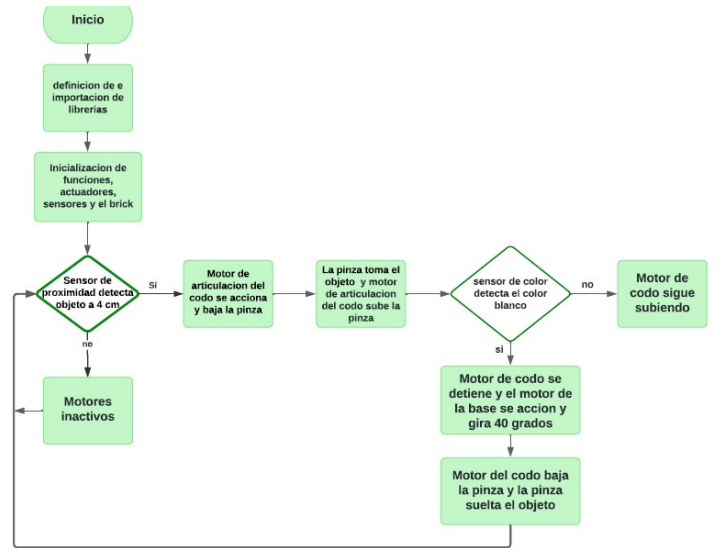 Inicio
definicion de e
importacion de
librerias
Inicializacion de
funciones,
actuadores,
sensores y el brick
Sensor de
proximidad detecta
objeto a 4 cm
Sí
Motor de
articulacion del
codo se acciona
y baja la pinza
La pinza toma el
objeto y motor
de articulacion
del codo sube la
pinza
sensor de color
detecta el color
blanco
no
Motor de
codo sigue
subiendo
no
Motores
inactivos
si
Motor de codo se
detiene y el motor de
la base se accion y
gira 40 grados
Motor del codo baja
la pinza y la pinza
suelta el objeto